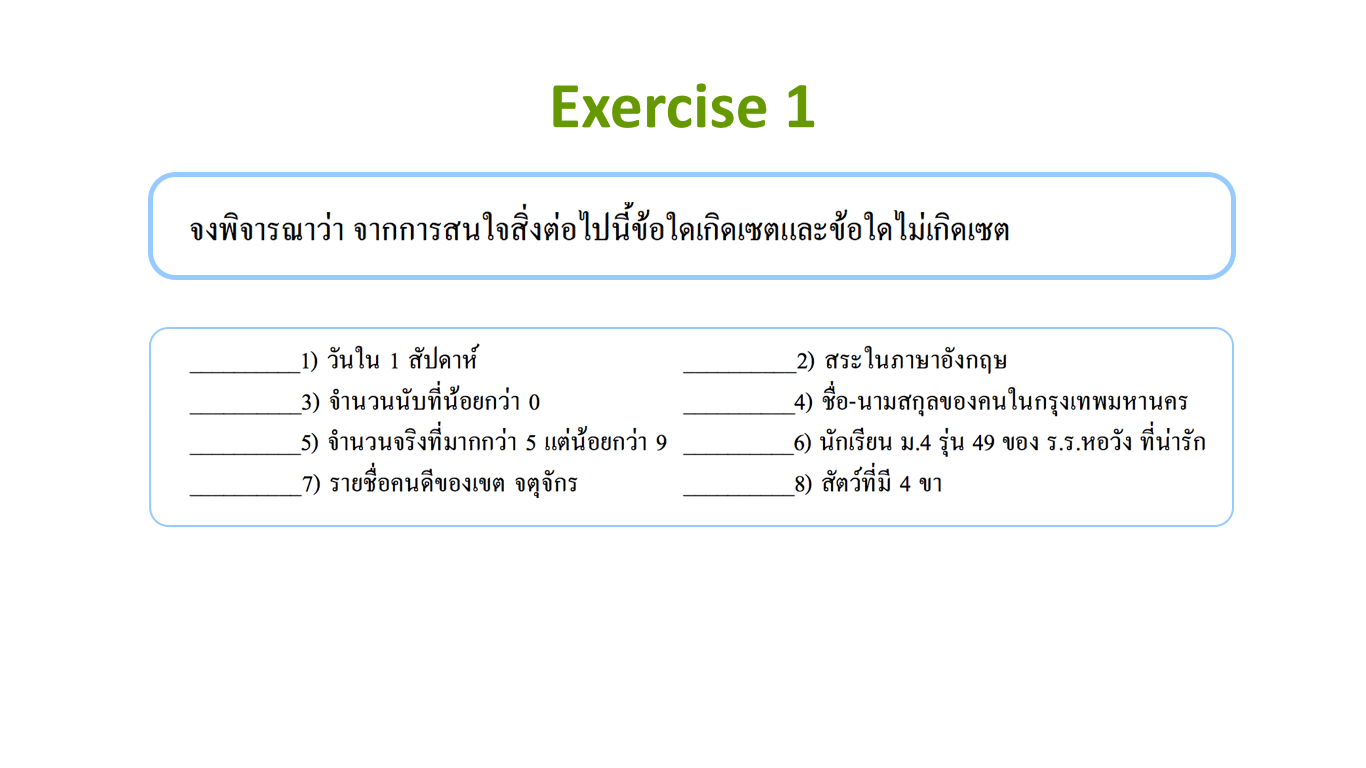 Exercise 1
จงพิจารณาว่า จากการสนใจสิ่งต่อไปนี้ข้อใดเกิดเซตและข้อใดไม่เกิดเซต
__________1) วันใน 1 สัปดาห์ __________2) สระในภาษาอังกฤษ
__________3) จำนวนนับที่น้อยกว่า 0 __________4) ชื่อ-นามสกุลของคนในกรุงเทพมหานคร
__________5) จำนวนจริงที่มากกว่า 5 แต่น้อยกว่า 9 __________6) นักเรียน ม.4 รุ่น 49 ของ ร.ร.หอวัง ที่น่ารัก
__________7) รายชื่อคนดีของเขต จตุจักร __________8) สัตว์ที่มี 4 ขา